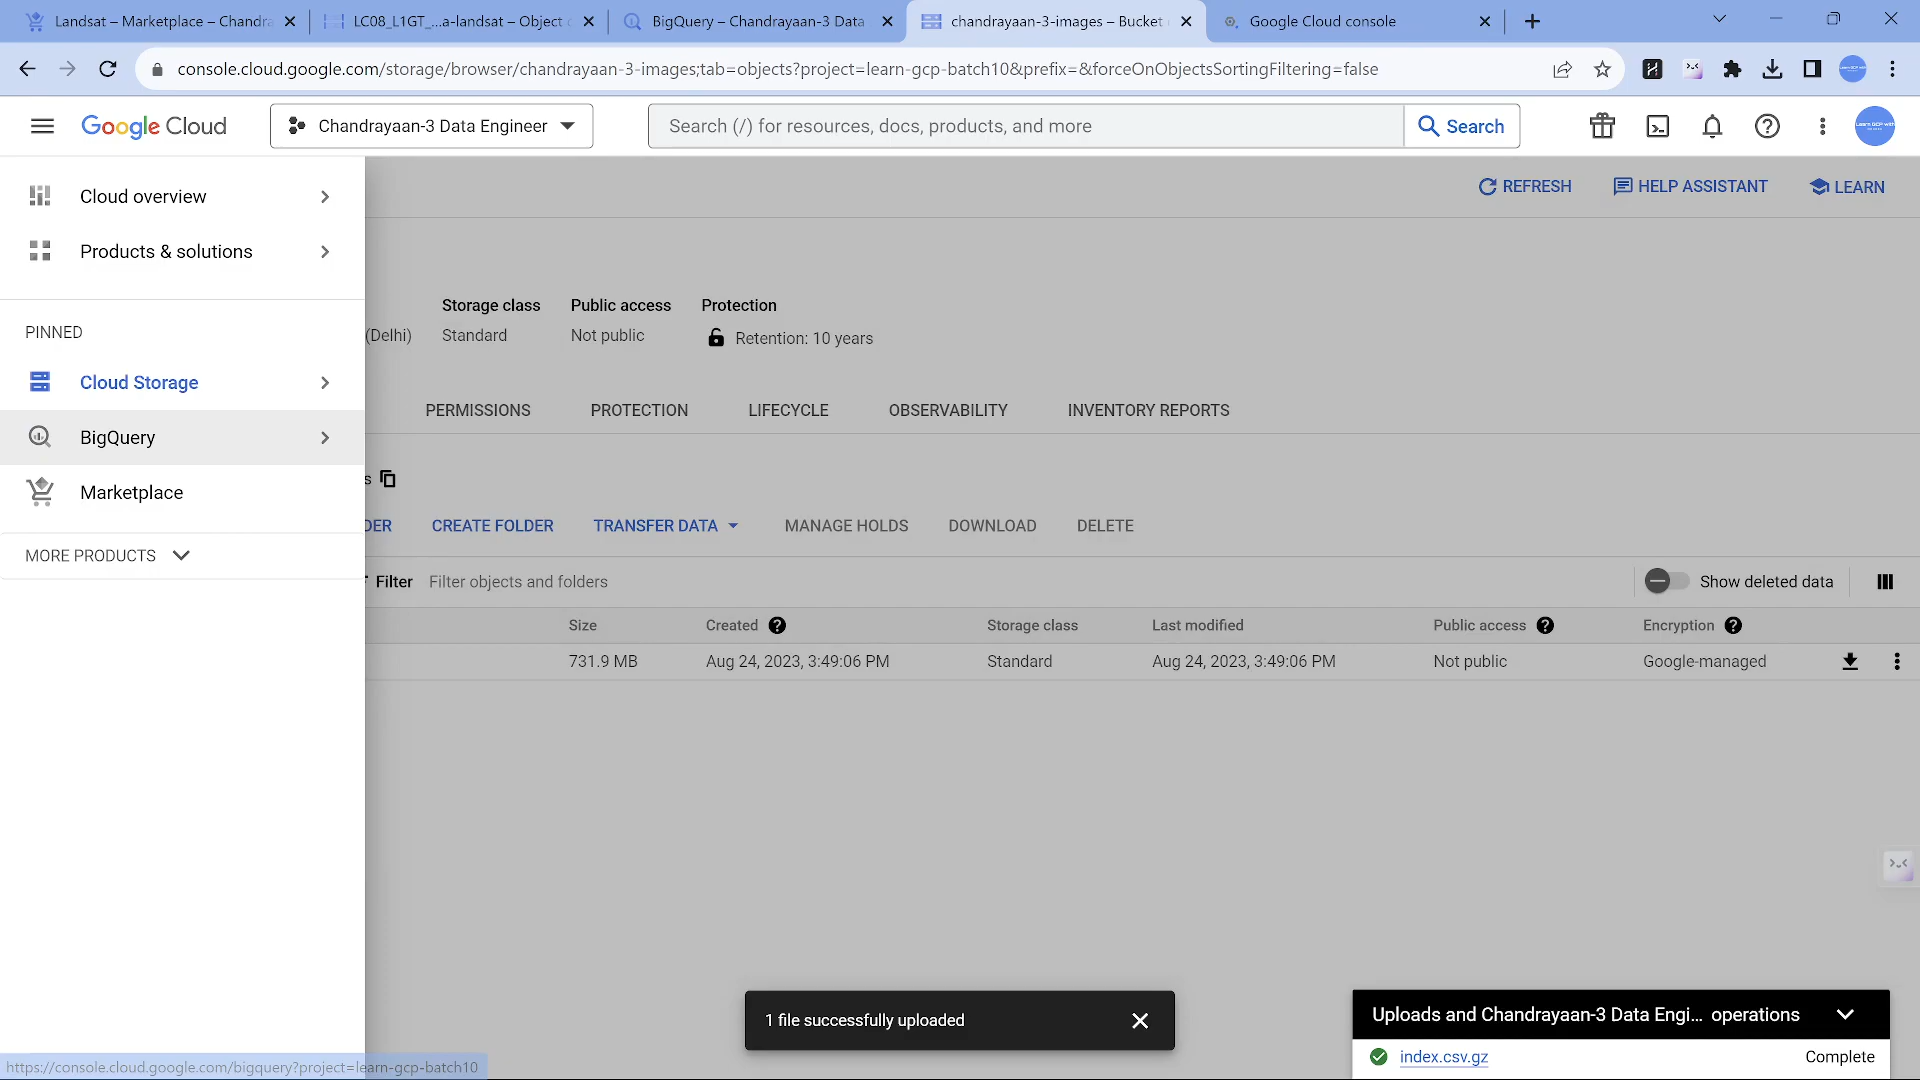 Landsat – Marketplace – Chandra
LC08_L1GT_...a-landsat – Object d
BigQuery – Chandrayaan-3 Data
chandrayaan-3-images – Bucket
Google Cloud console
console.cloud.google.com/storage/browser/chandrayaan-3-images;tab=objects?project=learn-gcp-batch10&prefix=&forceOnObjectsSortingFiltering=false
Google Cloud
Chandrayaan-3 Data Engineer
Search (/) for resources, docs, products, and more
Search
Cloud overview
Products & solutions
PINNED
Cloud Storage
BigQuery
Marketplace
MORE PRODUCTS
REFRESH
HELP ASSISTANT
LEARN
Storage class Public access Protection
(Delhi) Standard Not public Retention: 10 years
PERMISSIONS PROTECTION LIFECYCLE OBSERVABILITY INVENTORY REPORTS
s
DER CREATE FOLDER TRANSFER DATA MANAGE HOLDS DOWNLOAD DELETE
Filter Filter objects and folders Show deleted data
Size Created Storage class Last modified Public access Encryption
731.9 MB Aug 24, 2023, 3:49:06 PM Standard Aug 24, 2023, 3:49:06 PM Not public Google-managed
1 file successfully uploaded
Uploads and Chandrayaan-3 Data Engi... operations
index.csv.gz Complete
https://console.cloud.google.com/bigquery?project=learn-gcp-batch10